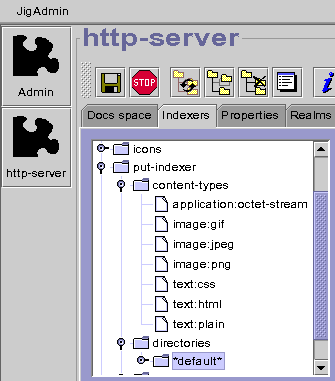 JigAdmin
Admin
http-server
http-server
STOP
i
Docs space Indexers Properties Realms
icons
put-indexer
content-types
application:octet-stream
image:gif
image:jpeg
image:png
text:css
text:html
text:plain
directories
*default*